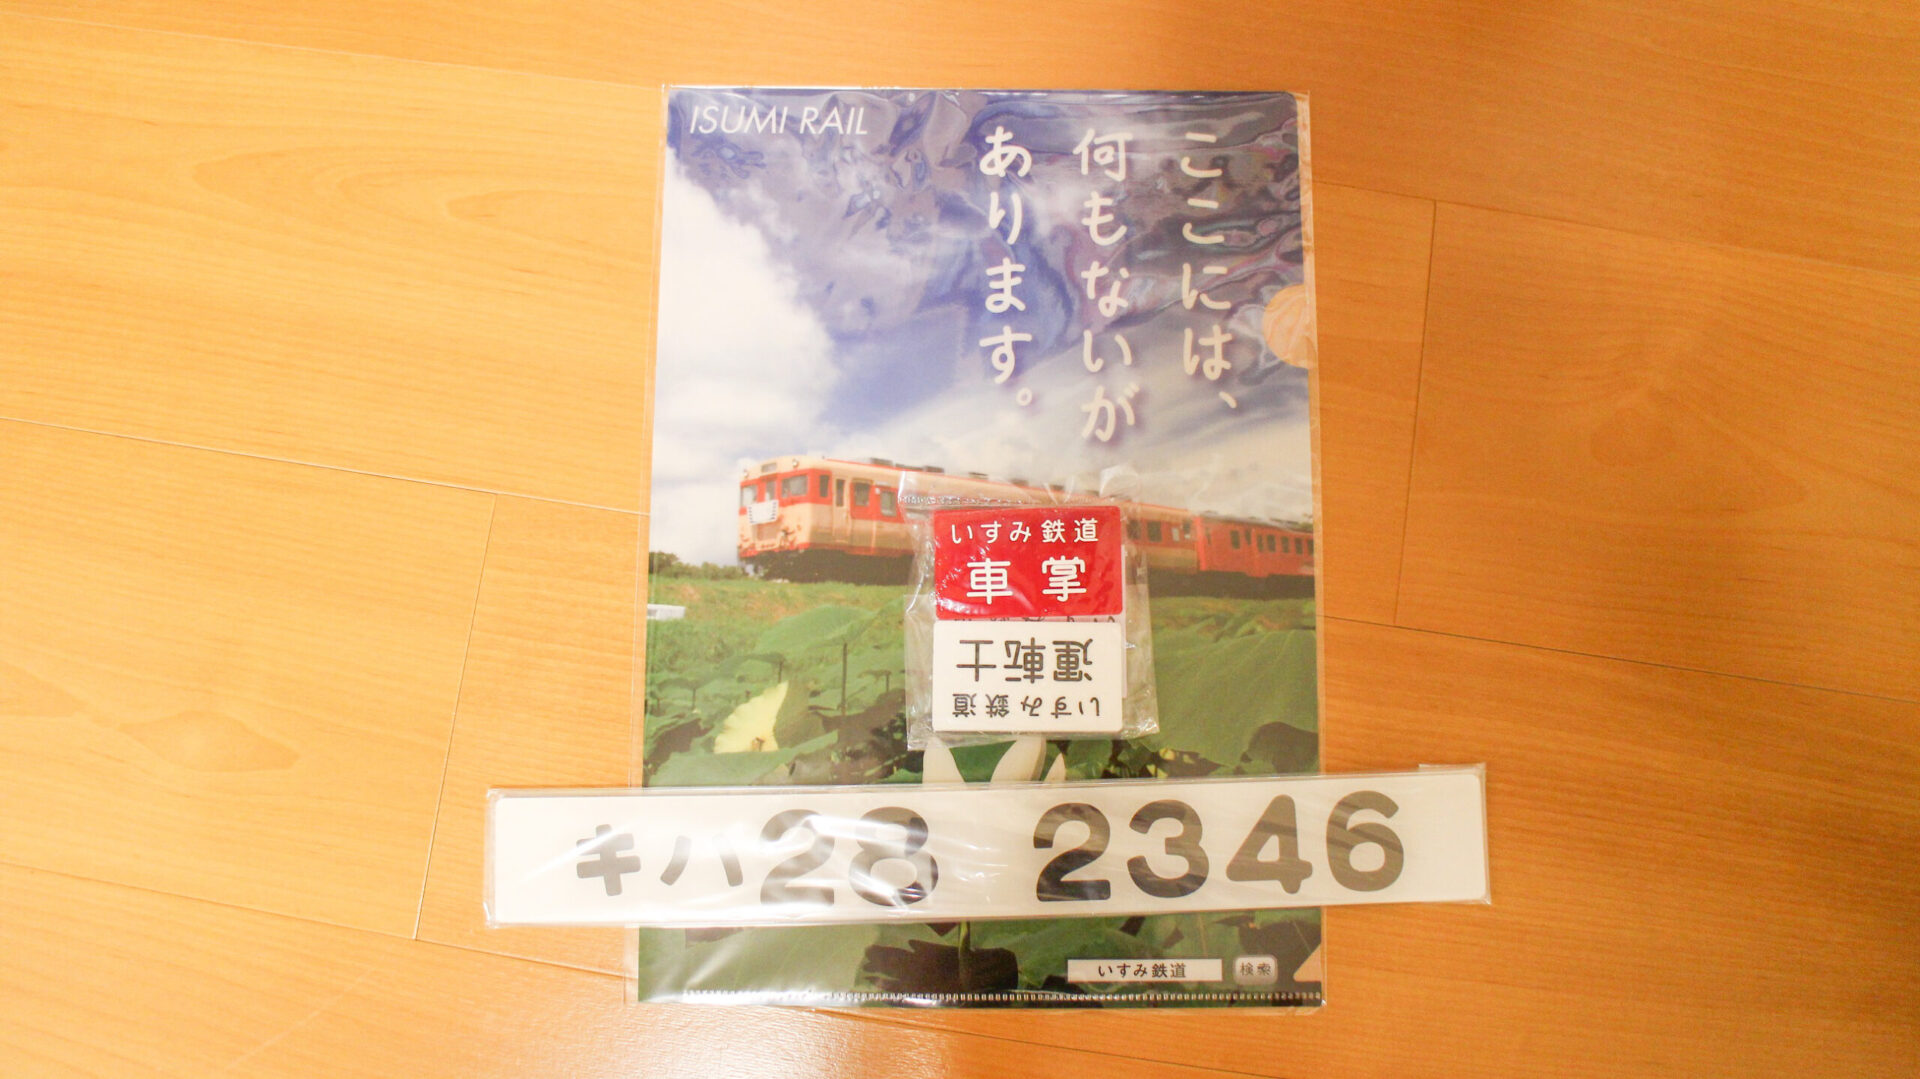 ISUMI RAIL
ここには、
何もないが
あります。
いすみ鉄道
車掌
運転士
いすみ鉄道
キハ28 2346
いすみ鉄道 検索